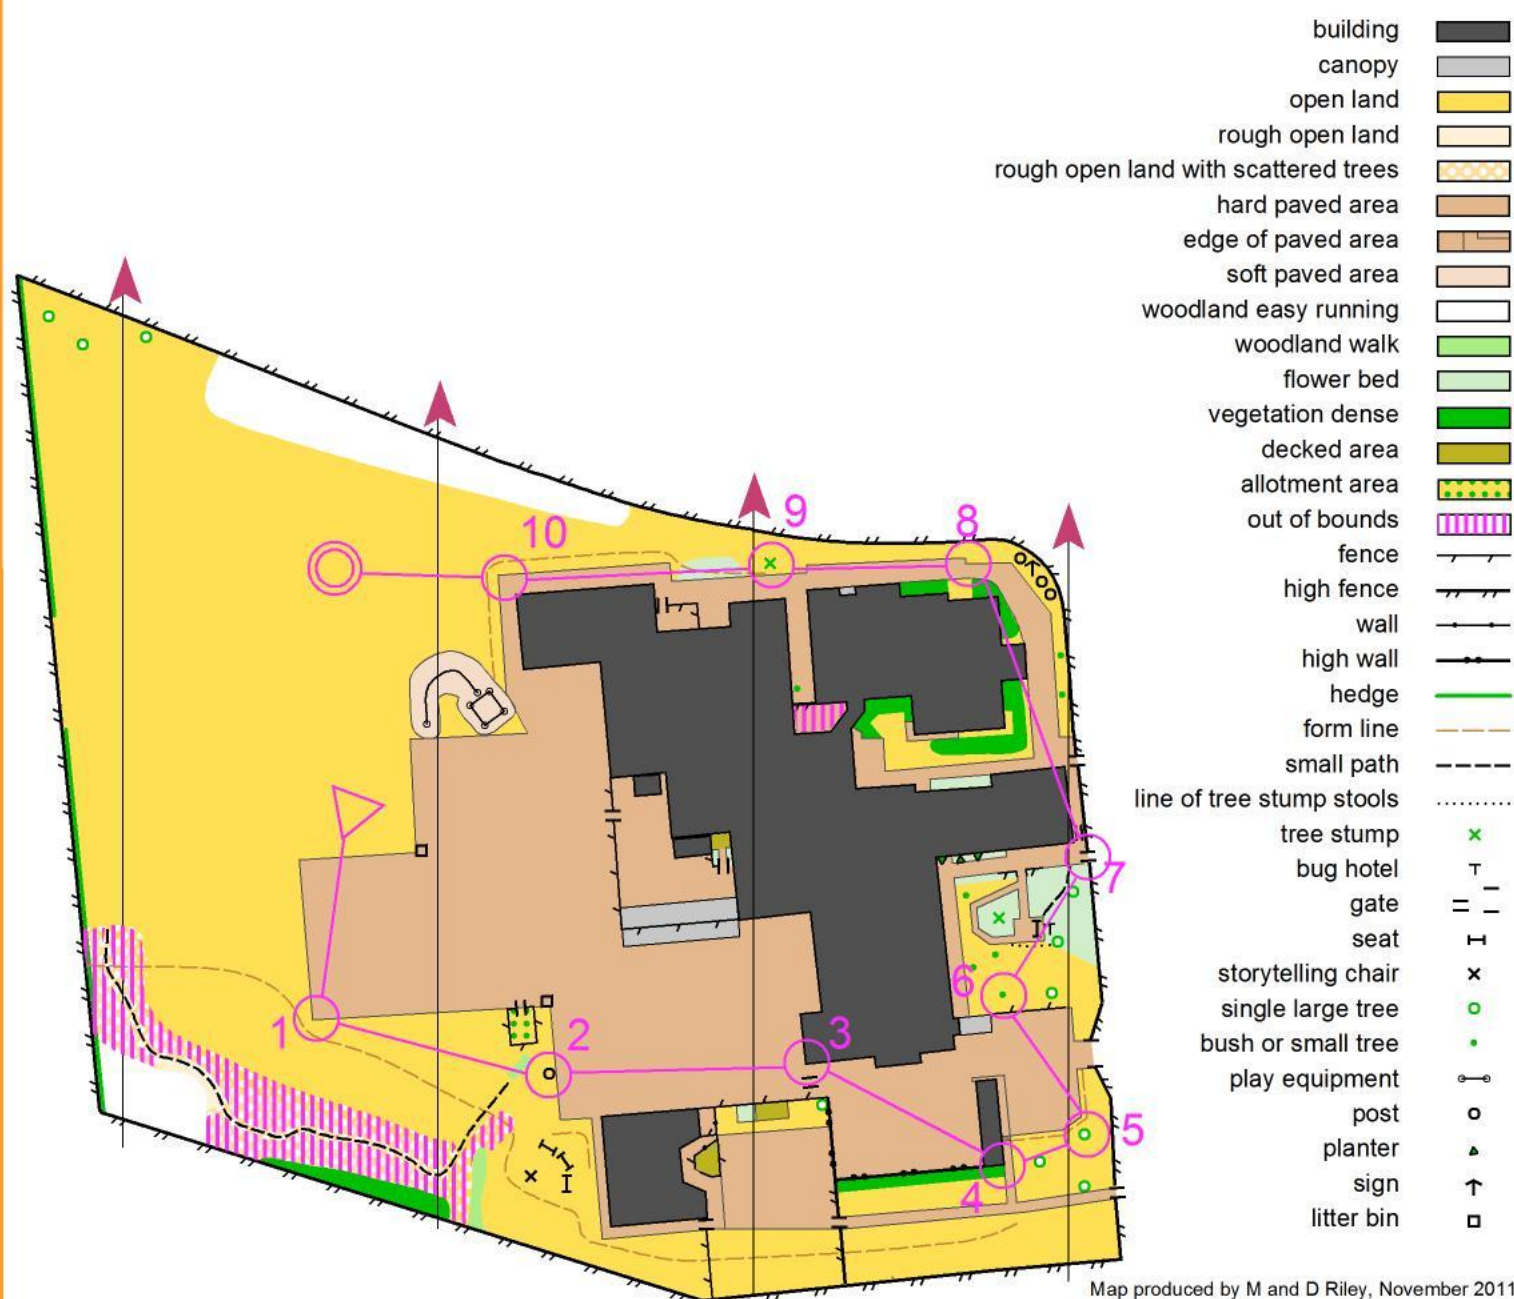 building
canopy
open land
rough open land
rough open land with scattered trees
hard paved area
edge of paved area
soft paved area
woodland easy running
woodland walk
flower bed
vegetation dense
decked area
allotment area
out of bounds
fence
high fence
wall
high wall
hedge
form line
small path
line of tree stump stools
tree stump
bug hotel
gate
seat
storytelling chair
single large tree
bush or small tree
play equipment
post
planter
sign
litter bin
10
9
8
7
6
1
2
3
5
4
Map produced by M and D Riley, November 2011